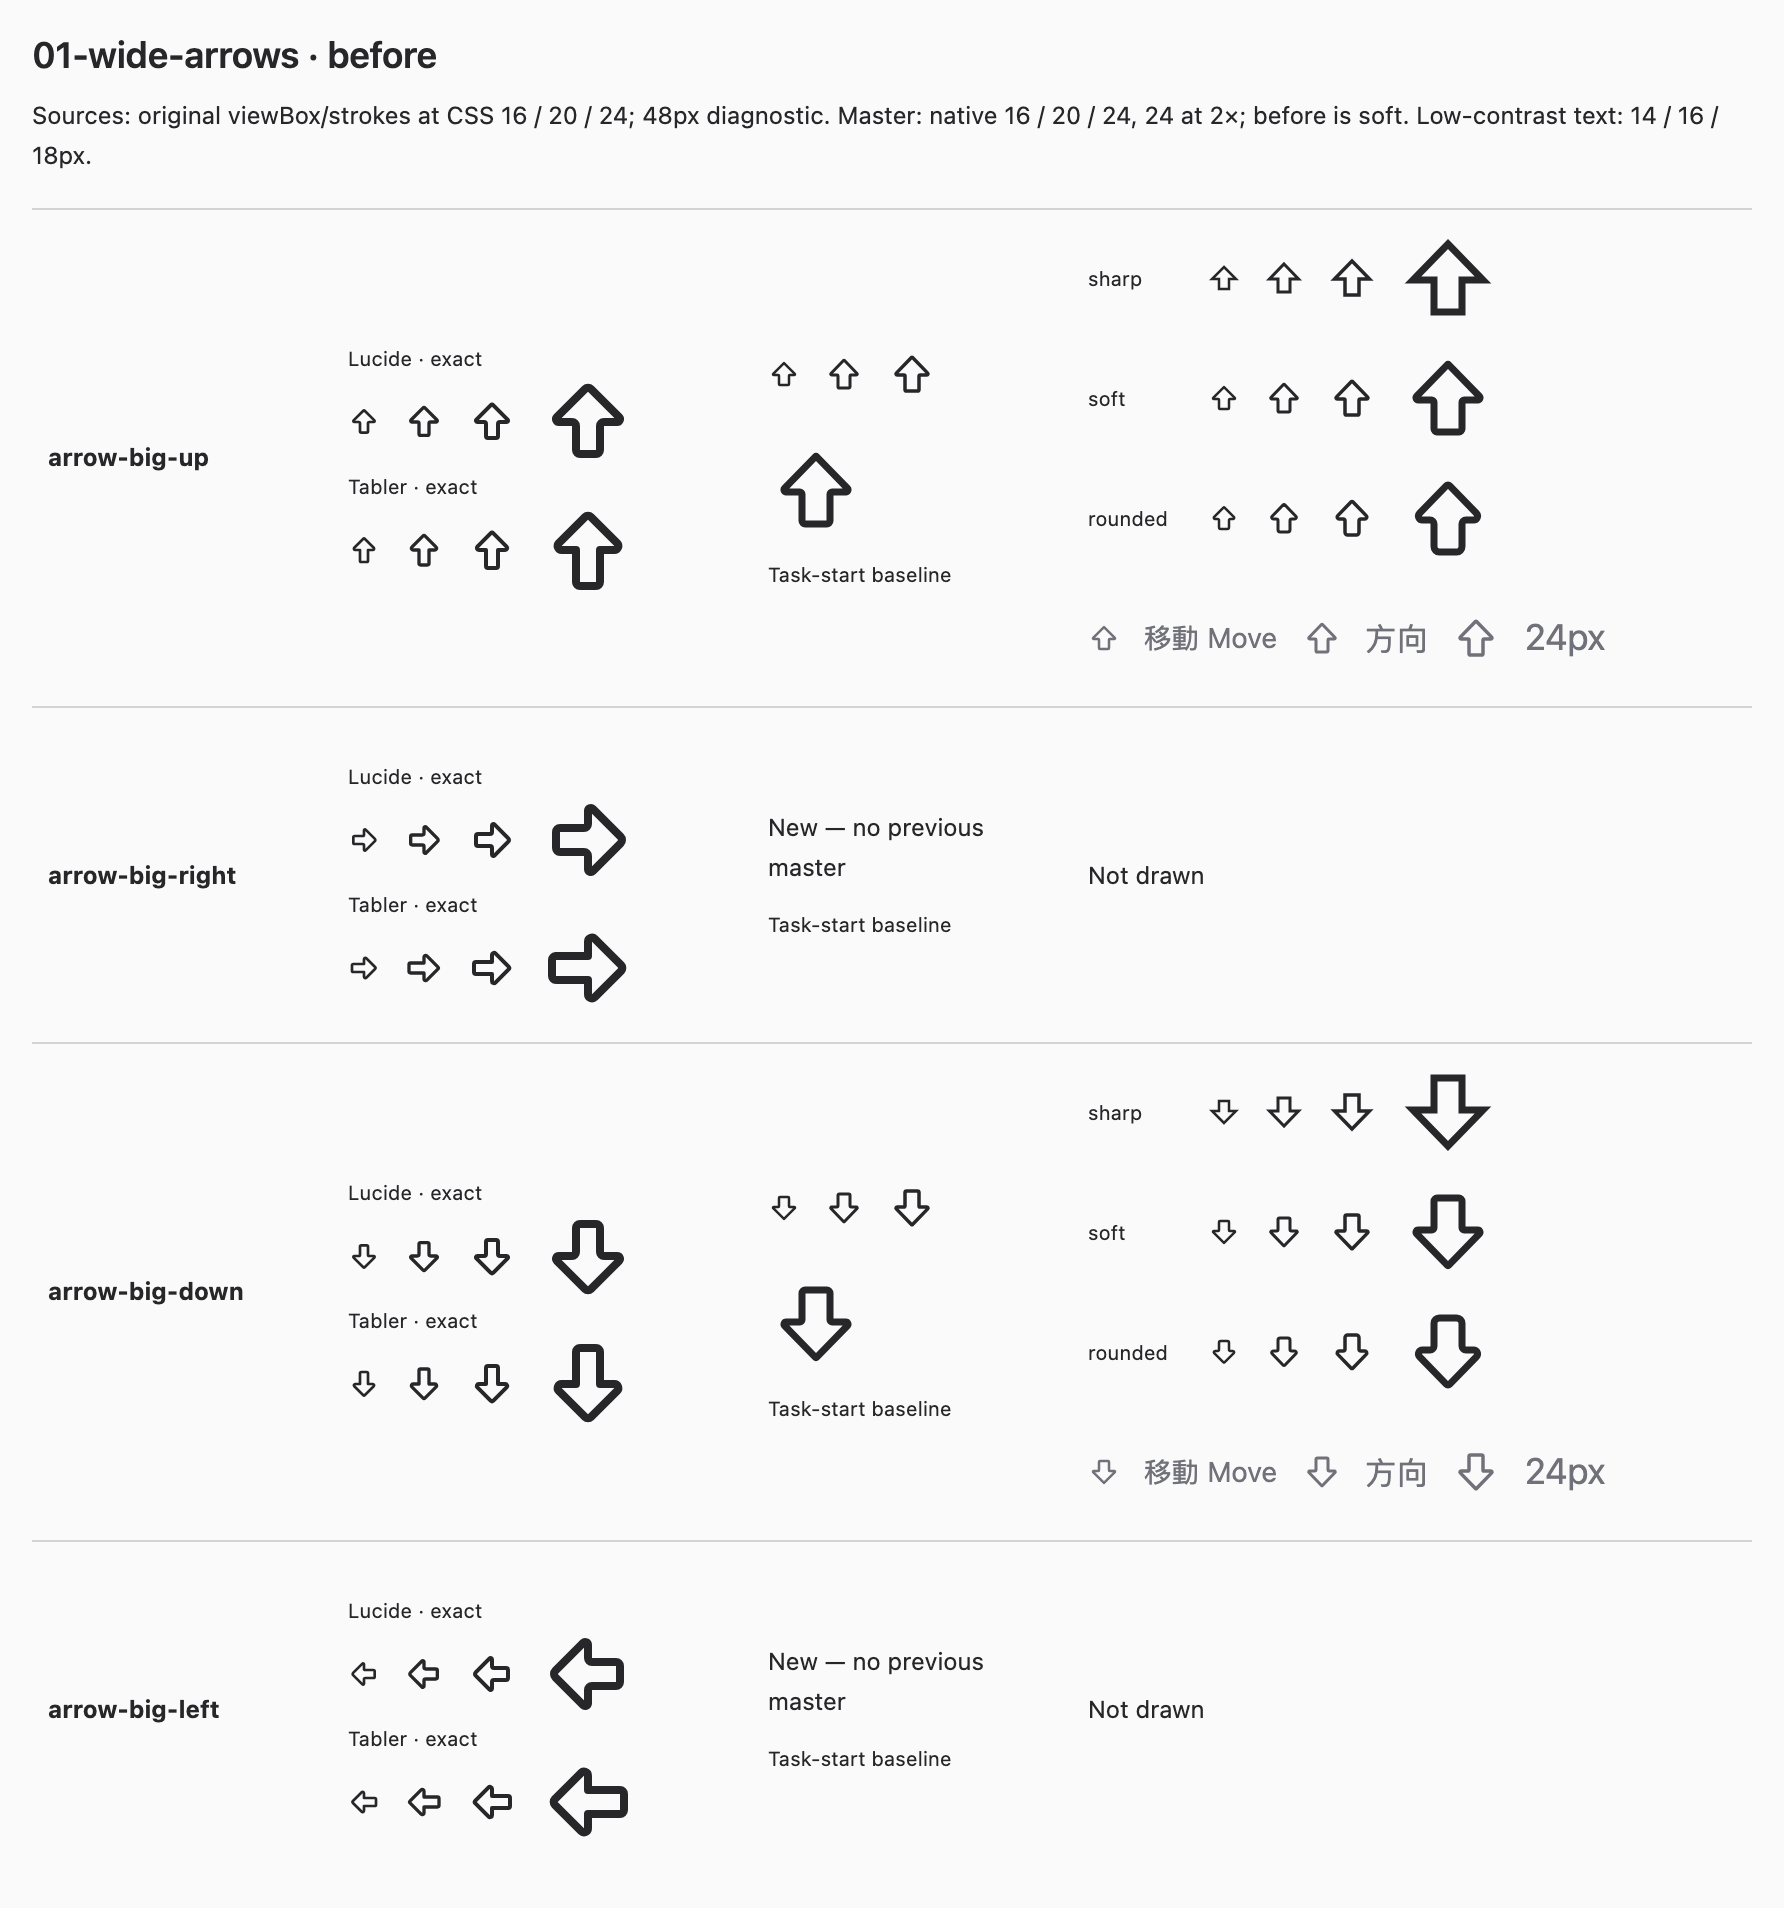 01-wide-arrows · before
Sources: original viewBox/strokes at CSS 16 / 20 / 24; 48px diagnostic. Master: native 16 / 20 / 24, 24 at 2×; before is soft. Low-contrast text: 14 / 16 /
18px.
arrow-big-up
Lucide · exact
Tabler · exact
Task-start baseline
sharp
soft
rounded
移動 Move 方向 24px
arrow-big-right
Lucide · exact
Tabler · exact
New — no previous
master
Task-start baseline
Not drawn
arrow-big-down
Lucide · exact
Tabler · exact
Task-start baseline
sharp
soft
rounded
移動 Move 方向 24px
arrow-big-left
Lucide · exact
Tabler · exact
New — no previous
master
Task-start baseline
Not drawn